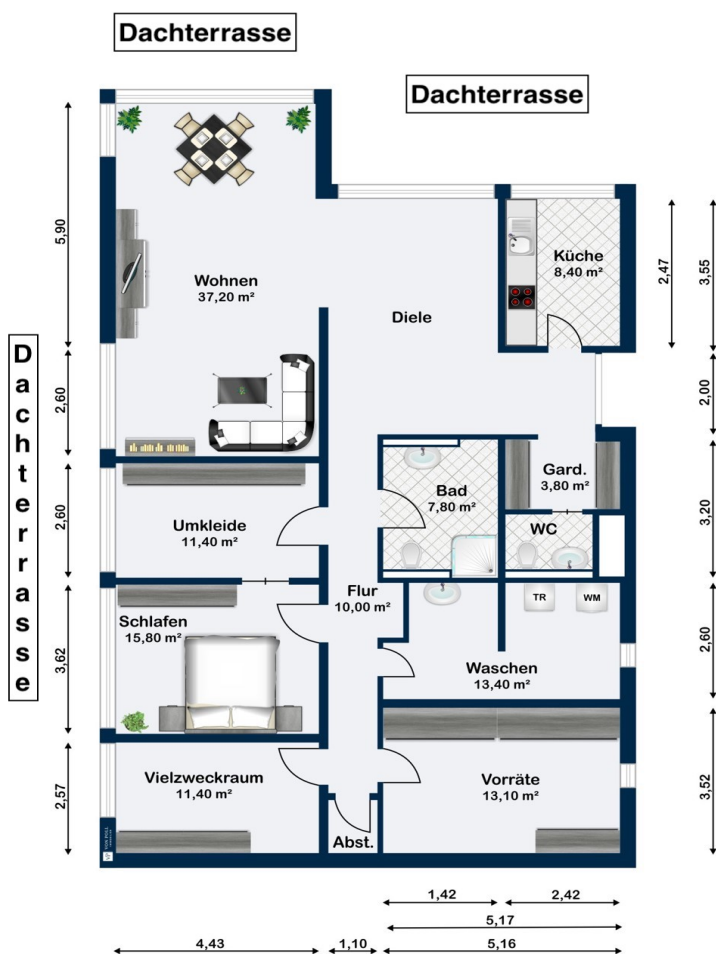 Dachterrasse
Dachterrasse
5,90
Wohnen
37,20 m²
Diele
Küche
8,40 m²
2,47
3,55
Dachterrasse
2,60
2,00
Umkleide
11,40 m²
2,60
Bad
7,80 m²
Gard.
3,80 m²
WC
3,20
Schlafen
15,80 m²
3,62
Flur
10,00 m²
TR
WM
Waschen
13,40 m²
2,60
Vielzweckraum
11,40 m²
2,57
Abst.
Vorräte
13,10 m²
3,52
VON POLL
1,42
2,42
5,17
4,43
1,10
5,16